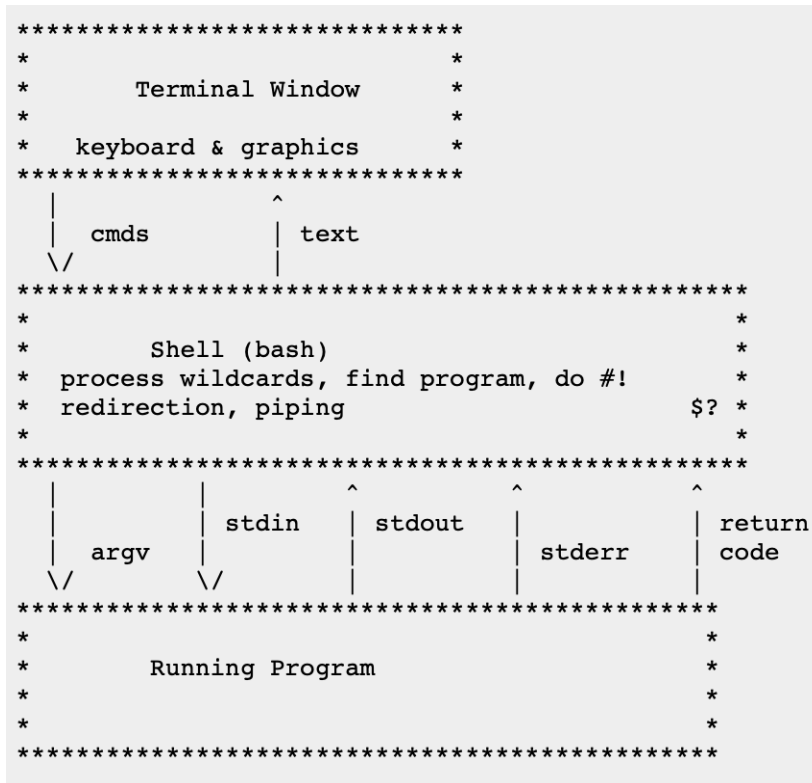 ******************************
*                            *
*       Terminal Window      *
*                            *
*   keyboard & graphics      *
******************************
  |              ^
  |  cmds        | text
  \/             |
*************************************************
*                                               *
*        Shell (bash)                           *
*  process wildcards, find program, do #!       *
*  redirection, piping                       $? *
*                                               *
*************************************************
  |         |         ^          ^           ^
  |         | stdin   | stdout   |           | return
  |  argv   |         |          | stderr    | code
  \/        \/        |          |           |
***********************************************
*                                             *
*        Running Program                      *
*                                             *
*                                             *
***********************************************